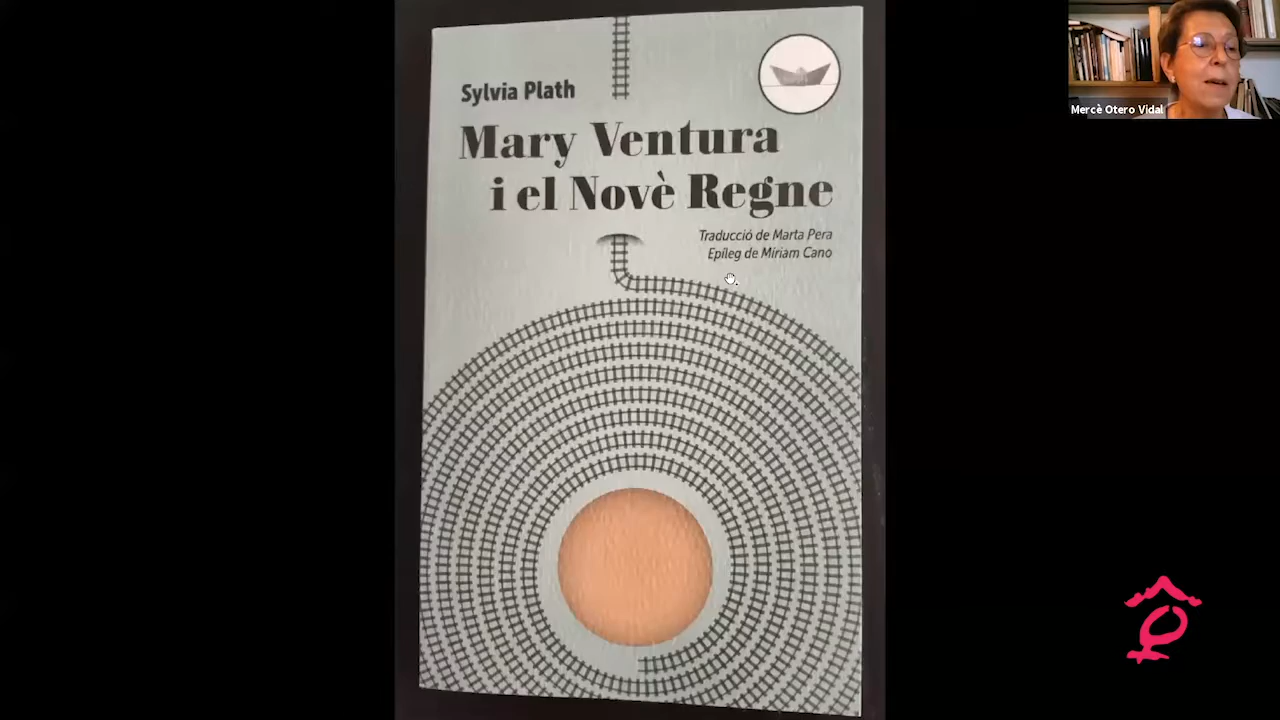 Sylvia Plath
Mary Ventura
i el Novè Regne
Traducció de Marta Pera
Epíleg de Míriam Cano
Mercè Otero Vidal